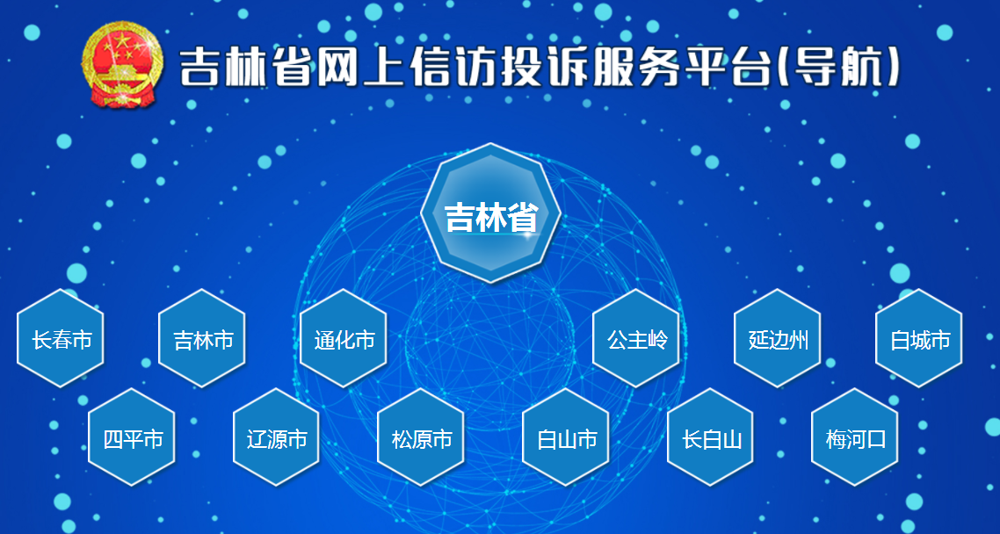 吉林省网上信访投诉服务平台(导航)
吉林省
长春市
吉林市
通化市
公主岭
延边州
白城市
四平市
辽源市
松原市
白山市
长白山
梅河口